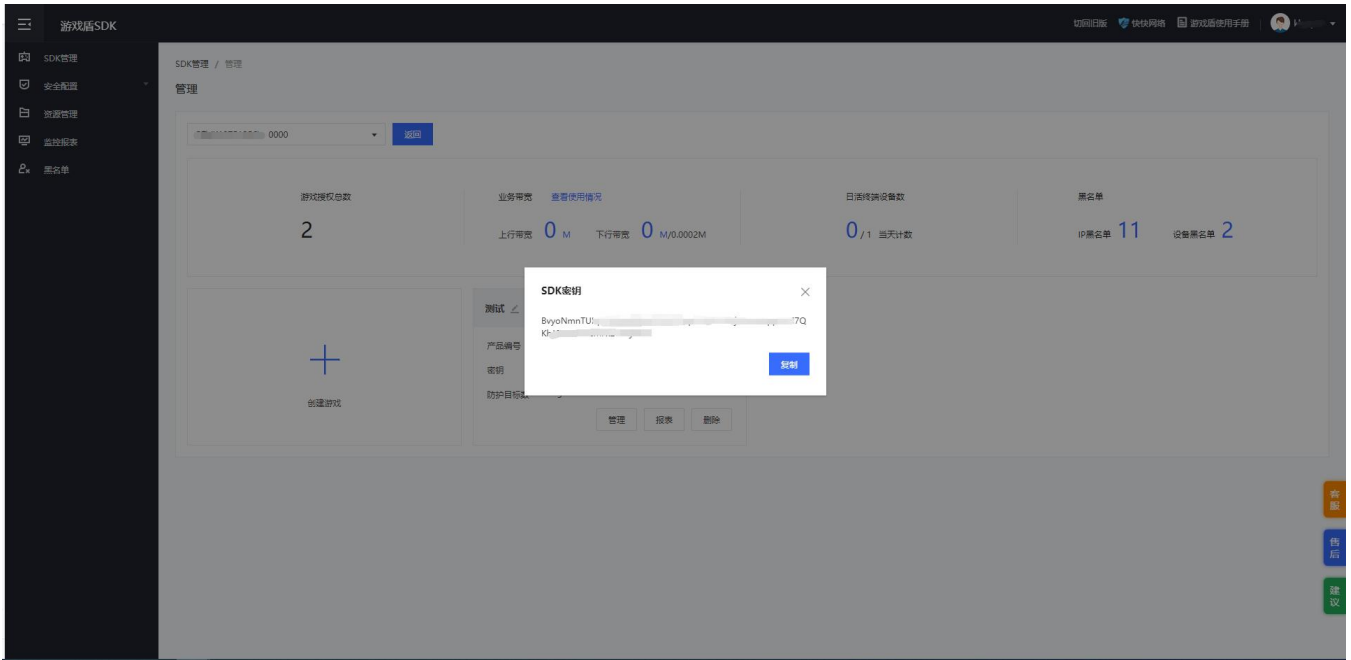 游戏盾SDK
切回旧版 快快网络 游戏盾使用手册
SDK管理
安全配置
资源管理
监控报表
黑名单
SDK管理 / 管理
管理
0000 返回
游戏授权总数 业务带宽 查看使用情况 日活终端设备数 黑名单
2 上行带宽 0 M 下行带宽 0 M/0.0002M 0 / 1 当天计数 IP黑名单 11 设备黑名单 2
SDK密钥
BvyoNmnTU 7Q
测试
产品编号
密钥
防护目标数
复制
创建游戏
管理 报表 删除
客服
售后
建议